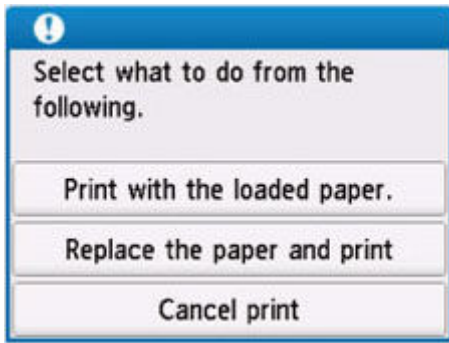 Select what to do from the
following.
Print with the loaded paper.
Replace the paper and print
Cancel print